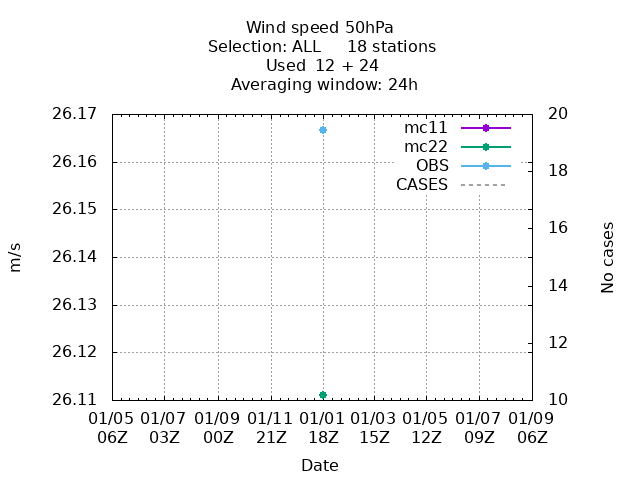 Wind speed 50hPa
Selection: ALL     18 stations
Used  12 + 24
Averaging window: 24h
26.17
26.16
26.15
26.14
26.13
26.12
26.11
m/s
20
18
16
14
12
10
No cases
mc11
mc22
OBS
CASES
01/05 01/07 01/09 01/11 01/01 01/03 01/05 01/07 01/09
06Z 03Z 00Z 21Z 18Z 15Z 12Z 09Z 06Z
Date